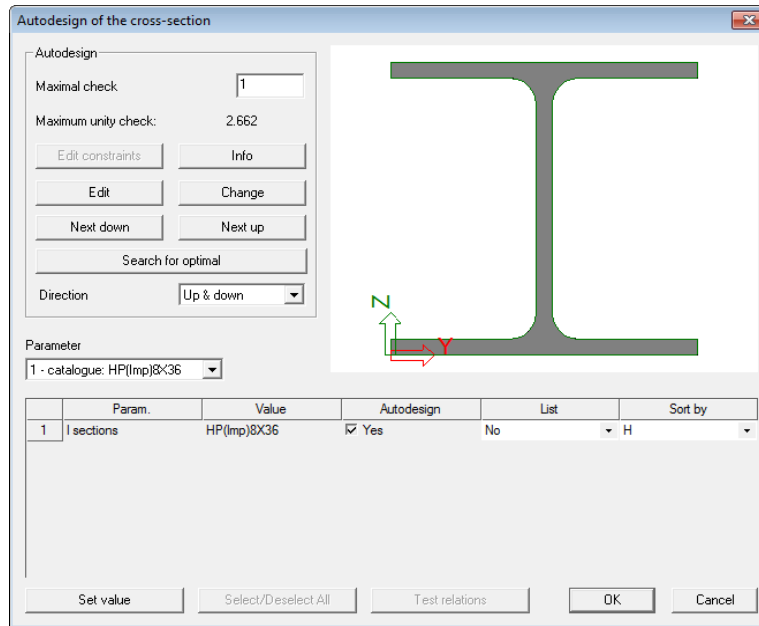 Autodesign of the cross-section
Autodesign
Maximal check 1
Maximum unity check: 2.662
Edit constraints Info
Edit Change
Next down Next up
Search for optimal
Direction Up & down
Z
Y
Parameter
1 - catalogue: HP(Imp)8X36
Param. Value Autodesign List Sort by
1 I sections HP(Imp)8X36 Yes No H
Set value Select/Deselect All Test relations OK Cancel